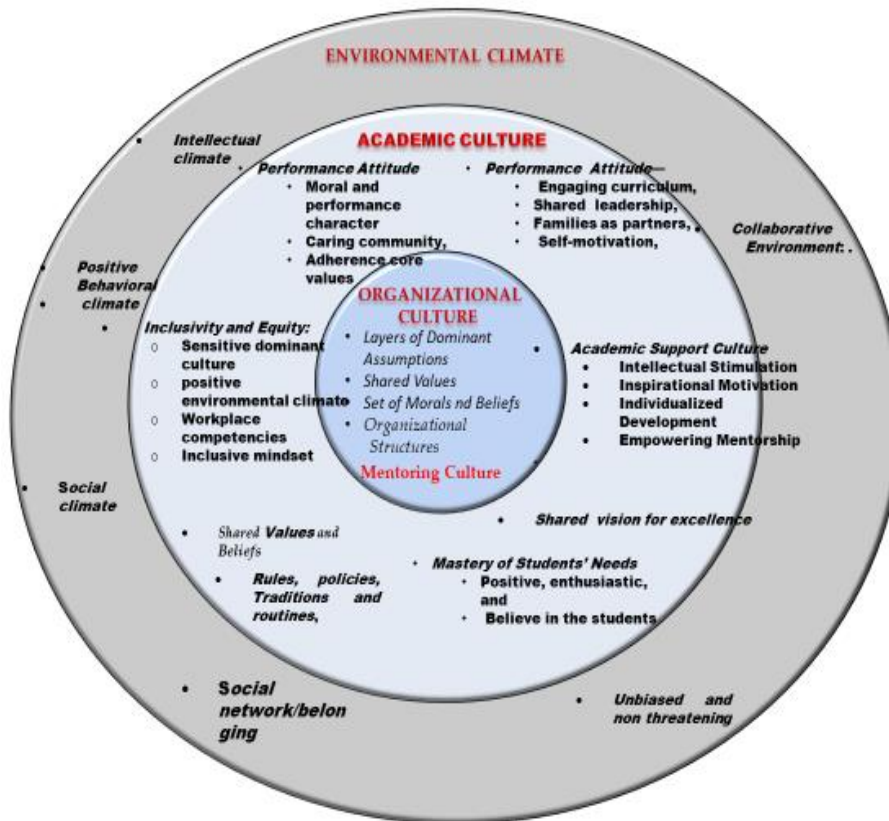 ENVIRONMENTAL CLIMATE
• Intellectual
climate
ACADEMIC CULTURE
• Performance Attitude
• Moral and
performance
character
• Caring community,
• Adherence core
values
• Performance Attitude—
• Engaging curriculum,
• Shared leadership,
• Families as partners,
• Self-motivation,
• Collaborative
Environment: .
• Positive
Behavioral
• climate
•
ORGANIZATIONAL
CULTURE
• Layers of Dominant
Assumptions
• Shared Values
• Set of Morals nd Beliefs
• Organizational
Structures
Mentoring Culture
Inclusivity and Equity:
o Sensitive dominant
culture
o positive
environmental climate
o Workplace
competencies
o Inclusive mindset
• Academic Support Culture
• Intellectual Stimulation
• Inspirational Motivation
• Individualized
Development
• Empowering Mentorship
•
• Social
climate
• Shared vision for excellence
• Shared Values and
Beliefs
• Rules, policies,
Traditions and
routines,
• Mastery of Students' Needs
• Positive, enthusiastic,
and
• Believe in the students
• Social
network/belon
ging
• Unbiased and
non threatening